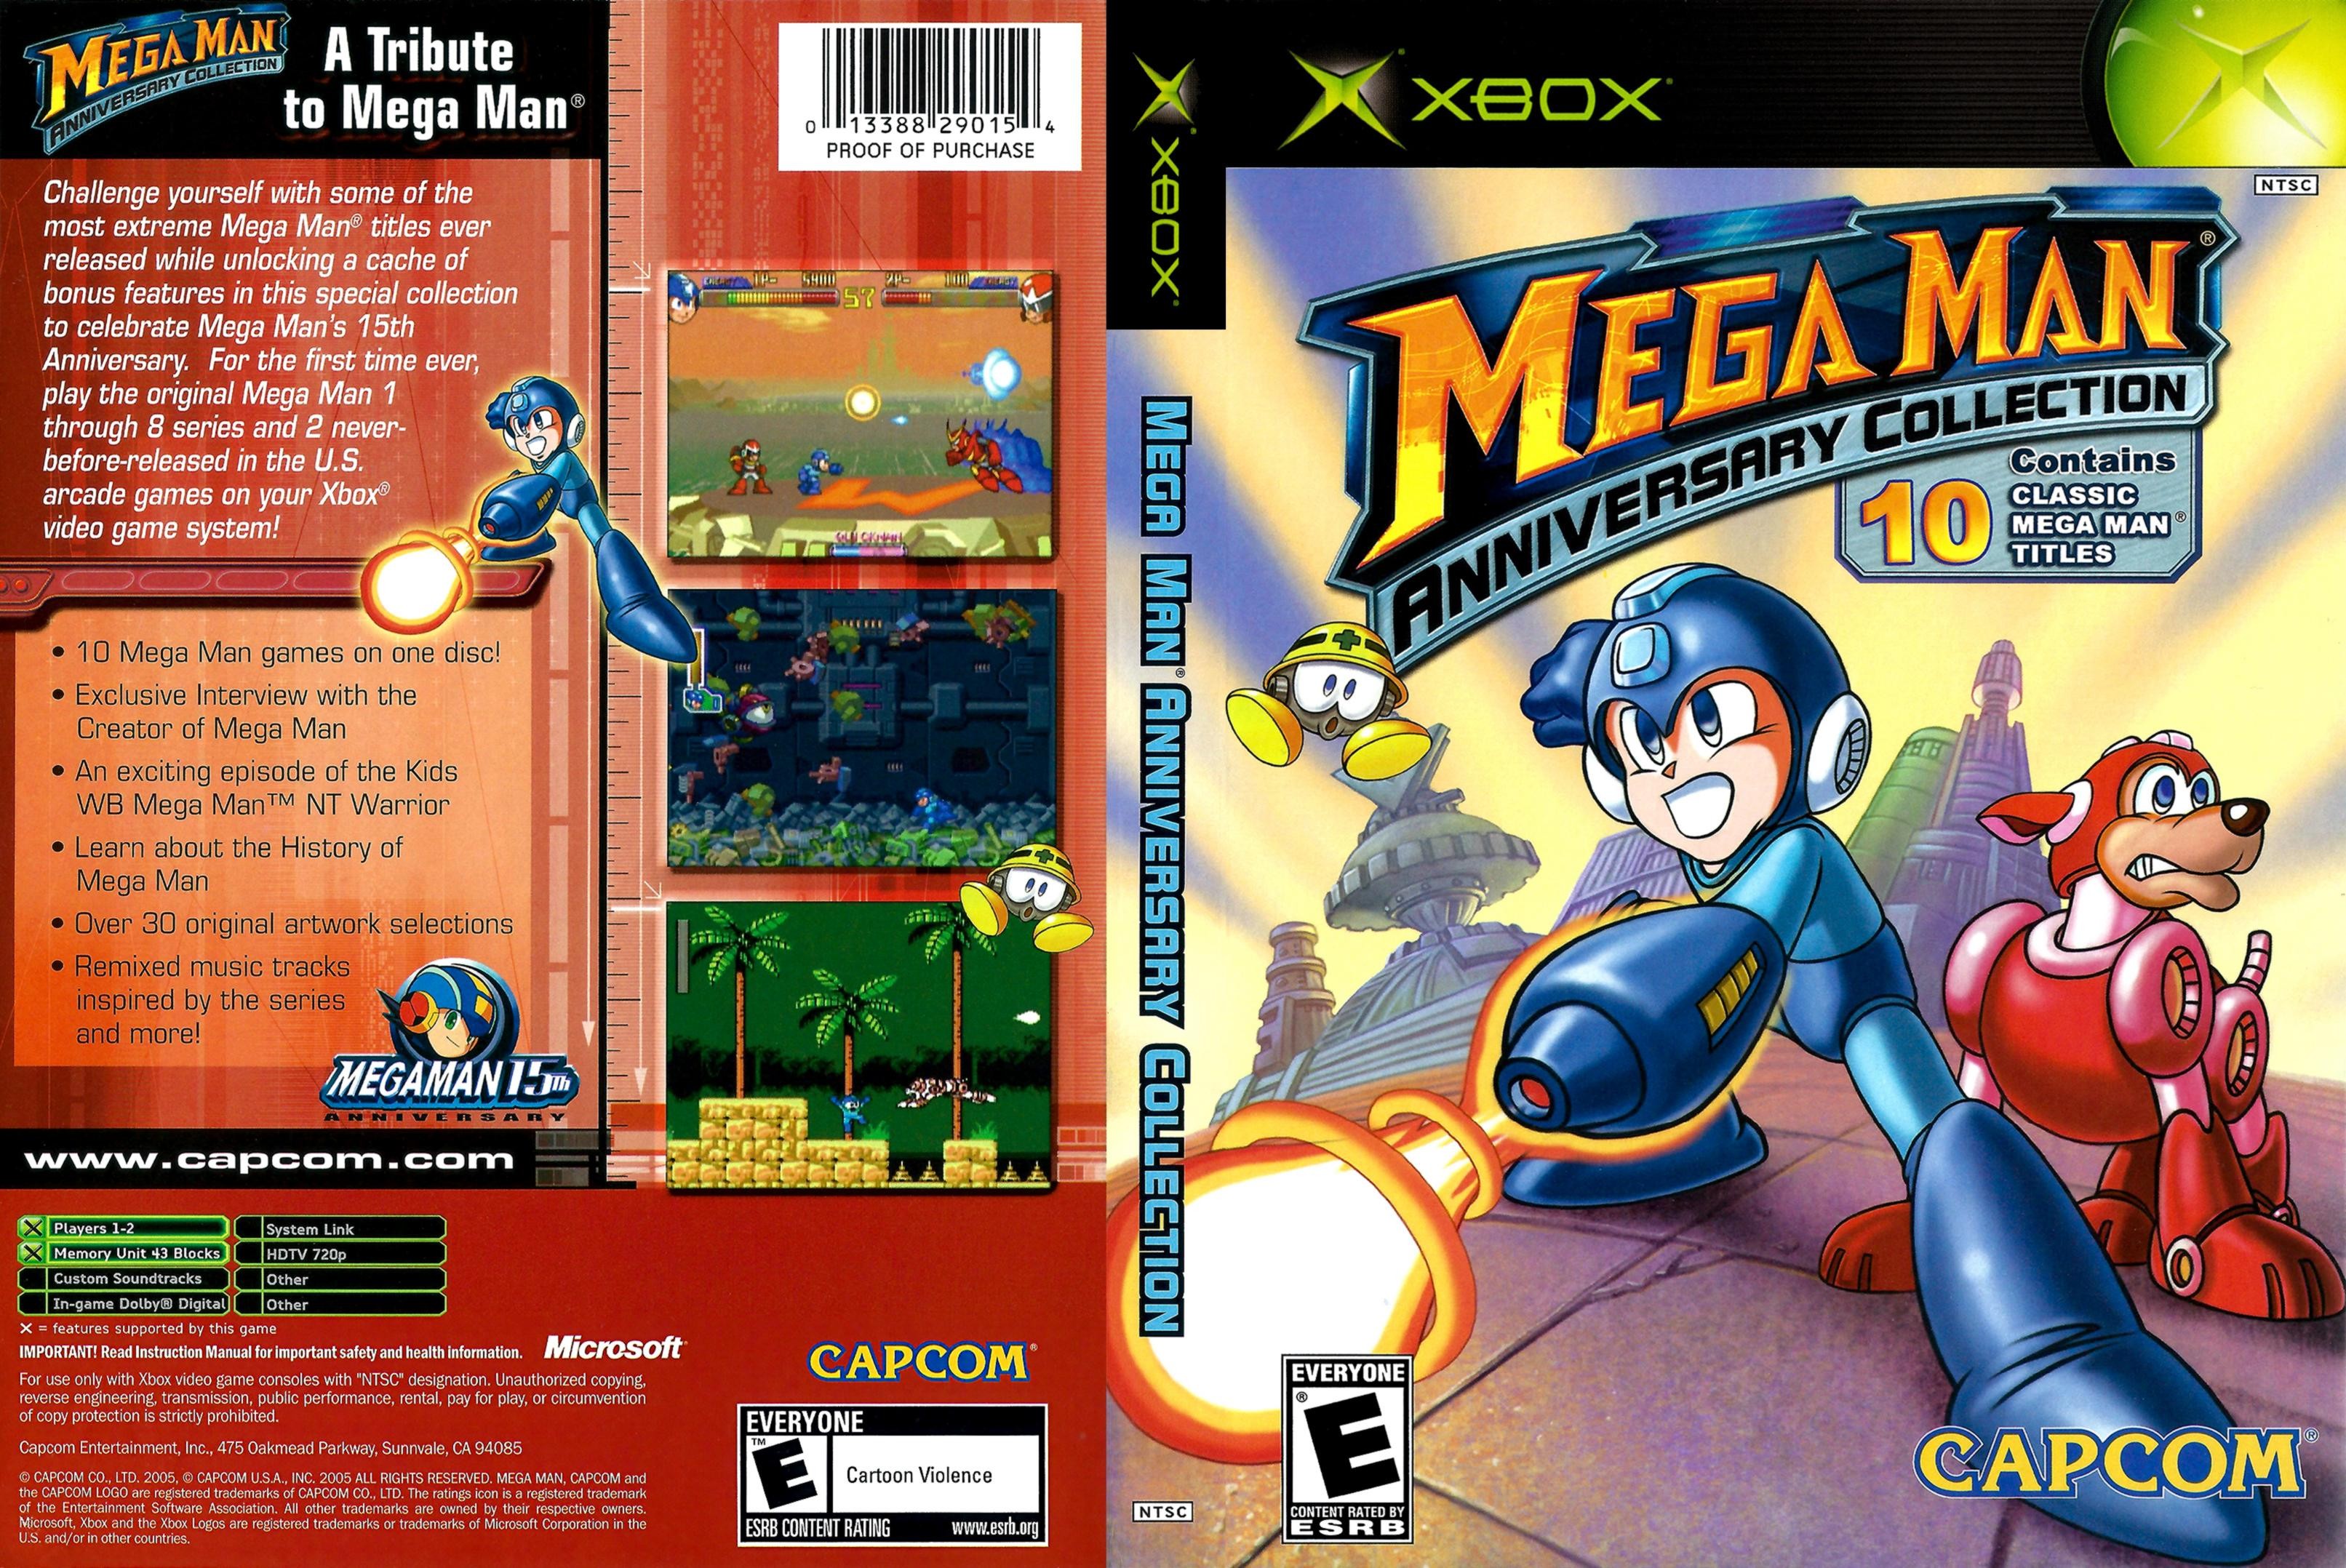 MEGA MAN®
ANNIVERSARY COLLECTION
A Tribute
to Mega Man®
Challenge yourself with some of the
most extreme Mega Man® titles ever
released while unlocking a cache of
bonus features in this special collection
to celebrate Mega Man's 15th
Anniversary. For the first time ever,
play the original Mega Man 1
through 8 series and 2 never-
before-released in the U.S.
arcade games on your Xbox®
video game system!
• 10 Mega Man games on one disc!
• Exclusive Interview with the
Creator of Mega Man
• An exciting episode of the Kids
WB Mega Man™ NT Warrior
• Learn about the History of
Mega Man
• Over 30 original artwork selections
• Remixed music tracks
inspired by the series
and more!
MEGAMAN 15TH
ANNIVERSARY
www.capcom.com
Players 1-2
Memory Unit 43 Blocks
Custom Soundtracks
In-game Dolby® Digital
System Link
HDTV 720p
Other
Other
X = features supported by this game
IMPORTANT! Read Instruction Manual for important safety and health information.
Microsoft®
For use only with Xbox video game consoles with "NTSC" designation. Unauthorized copying,
reverse engineering, transmission, public performance, rental, pay for play, or circumvention
of copy protection is strictly prohibited.
Capcom Entertainment, Inc., 475 Oakmead Parkway, Sunnvale, CA 94085
© CAPCOM CO., LTD. 2005, © CAPCOM U.S.A., INC. 2005 ALL RIGHTS RESERVED. MEGA MAN, CAPCOM and
the CAPCOM LOGO are registered trademarks of CAPCOM CO., LTD. The ratings icon is a registered trademark
of the Entertainment Software Association. All other trademarks are owned by their respective owners.
Microsoft, Xbox and the Xbox Logos are registered trademarks or trademarks of Microsoft Corporation in the
U.S. and/or in other countries.
0 13388 29015 4
PROOF OF PURCHASE
ENERGY 1P- 5900 2P- 100 ENERGY
57
CAPCOM®
EVERYONE
™
E
Cartoon Violence
ESRB CONTENT RATING www.esrb.org
XBOX®
MEGA MAN® ANNIVERSARY COLLECTION
NTSC
XBOX®
NTSC
MEGA MAN®
ANNIVERSARY COLLECTION
Contains
10 CLASSIC
MEGA MAN®
TITLES
EVERYONE
®
E
CONTENT RATED BY
ESRB
CAPCOM®